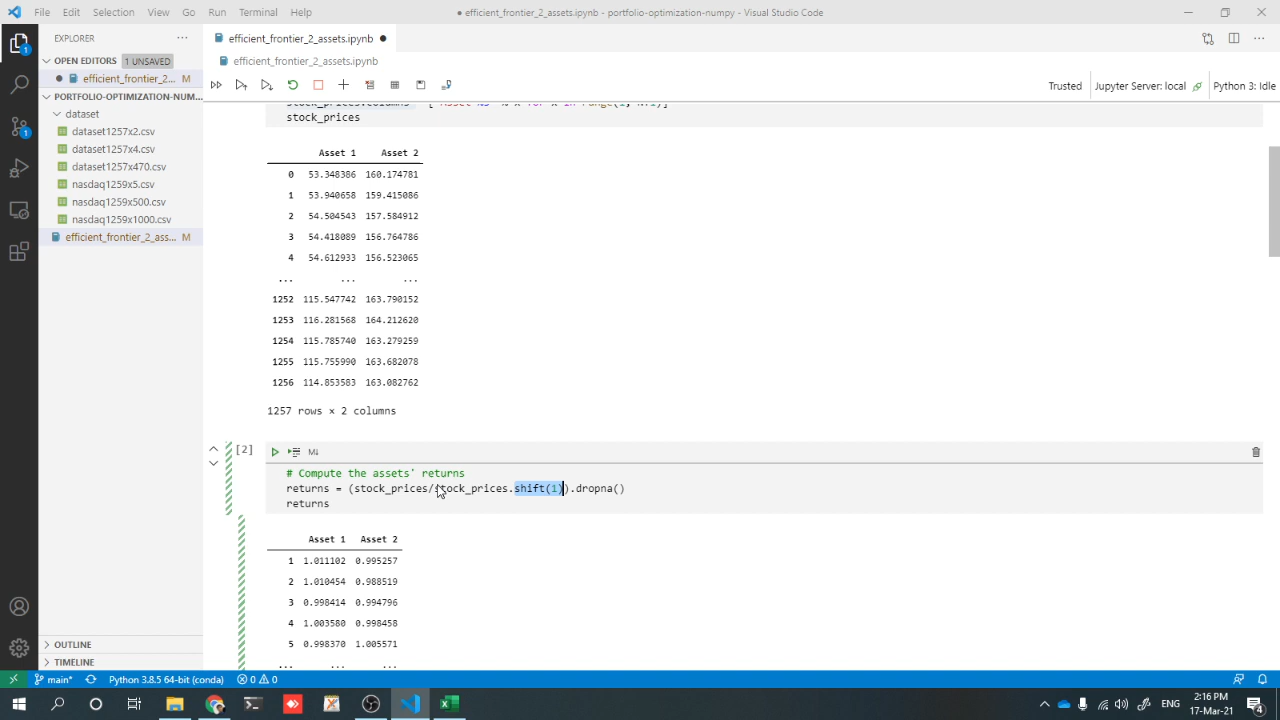 File Edit Selection View Go Run Terminal Help
● efficient_frontier_2_assets.ipynb - portfolio-optimization-numpy - Visual Studio Code
EXPLORER ...
efficient_frontier_2_assets.ipynb ●
OPEN EDITORS 1 UNSAVED
efficient_frontier_2_assets.ipynb
● efficient_frontier_2... M
PORTFOLIO-OPTIMIZATION-NUM...
Trusted Jupyter Server: local Python 3: Idle
dataset
dataset1257x2.csv
dataset1257x4.csv
dataset1257x470.csv
nasdaq1259x5.csv
nasdaq1259x500.csv
nasdaq1259x1000.csv
efficient_frontier_2_ass... M
stock_prices
Asset 1 Asset 2
0 53.348386 160.174781
1 53.940658 159.415086
2 54.504543 157.584912
3 54.418089 156.764786
4 54.612933 156.523065
... ... ...
1252 115.547742 163.790152
1253 116.281568 164.212620
1254 115.785740 163.279259
1255 115.755990 163.682078
1256 114.853583 163.082762
1257 rows × 2 columns
[2]
M↓
# Compute the assets' returns
returns = (stock_prices/stock_prices.shift(1)).dropna()
returns
Asset 1 Asset 2
1 1.011102 0.995257
2 1.010454 0.988519
3 0.998414 0.994796
4 1.003580 0.998458
5 0.998370 1.005571
... ... ...
OUTLINE
TIMELINE
main* Python 3.8.5 64-bit (conda) 0 0
ENG
2:16 PM
17-Mar-21
4